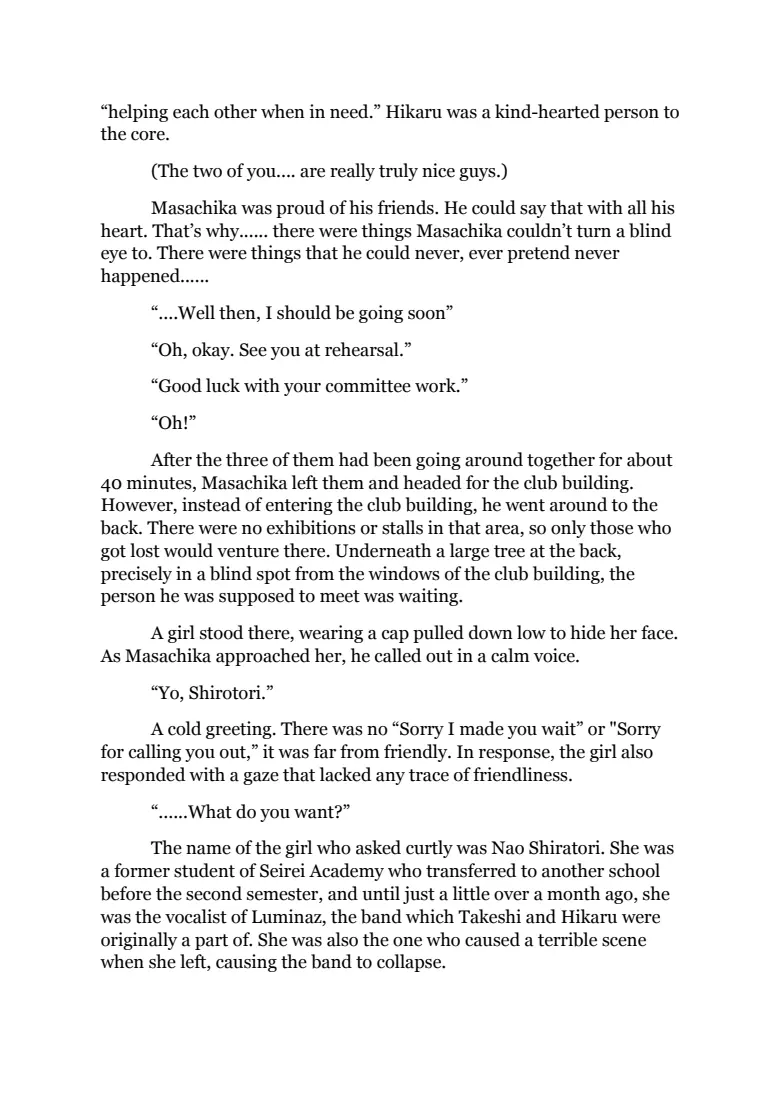 “helping each other when in need.” Hikaru was a kind-hearted person to
the core.
(The two of you.... are really truly nice guys.)
Masachika was proud of his friends. He could say that with all his
heart. That’s why...... there were things Masachika couldn’t turn a blind
eye to. There were things that he could never, ever pretend never
happened......
“....Well then, I should be going soon”
“Oh, okay. See you at rehearsal.”
“Good luck with your committee work.”
“Oh!”
After the three of them had been going around together for about
40 minutes, Masachika left them and headed for the club building.
However, instead of entering the club building, he went around to the
back. There were no exhibitions or stalls in that area, so only those who
got lost would venture there. Underneath a large tree at the back,
precisely in a blind spot from the windows of the club building, the
person he was supposed to meet was waiting.
A girl stood there, wearing a cap pulled down low to hide her face.
As Masachika approached her, he called out in a calm voice.
“Yo, Shirotori.”
A cold greeting. There was no “Sorry I made you wait” or "Sorry
for calling you out,” it was far from friendly. In response, the girl also
responded with a gaze that lacked any trace of friendliness.
“......What do you want?”
The name of the girl who asked curtly was Nao Shiratori. She was
a former student of Seirei Academy who transferred to another school
before the second semester, and until just a little over a month ago, she
was the vocalist of Luminaz, the band which Takeshi and Hikaru were
originally a part of. She was also the one who caused a terrible scene
when she left, causing the band to collapse.